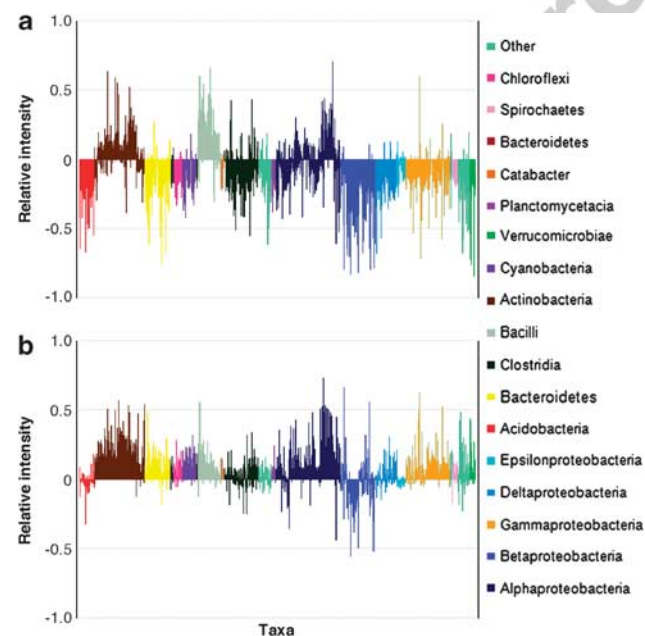 a
1.0
0.5
0
-0.5
-1.0
Relative intensity
b
1.0
0.5
0
-0.5
-1.0
Relative intensity
Taxa
Other
Chloroflexi
Spirochaetes
Bacteroidetes
Catabacter
Planctomycetacia
Verrucomicrobiae
Cyanobacteria
Actinobacteria
Bacilli
Clostridia
Bacteroidetes
Acidobacteria
Epsilonproteobacteria
Deltaproteobacteria
Gammaproteobacteria
Betaproteobacteria
Alphaproteobacteria